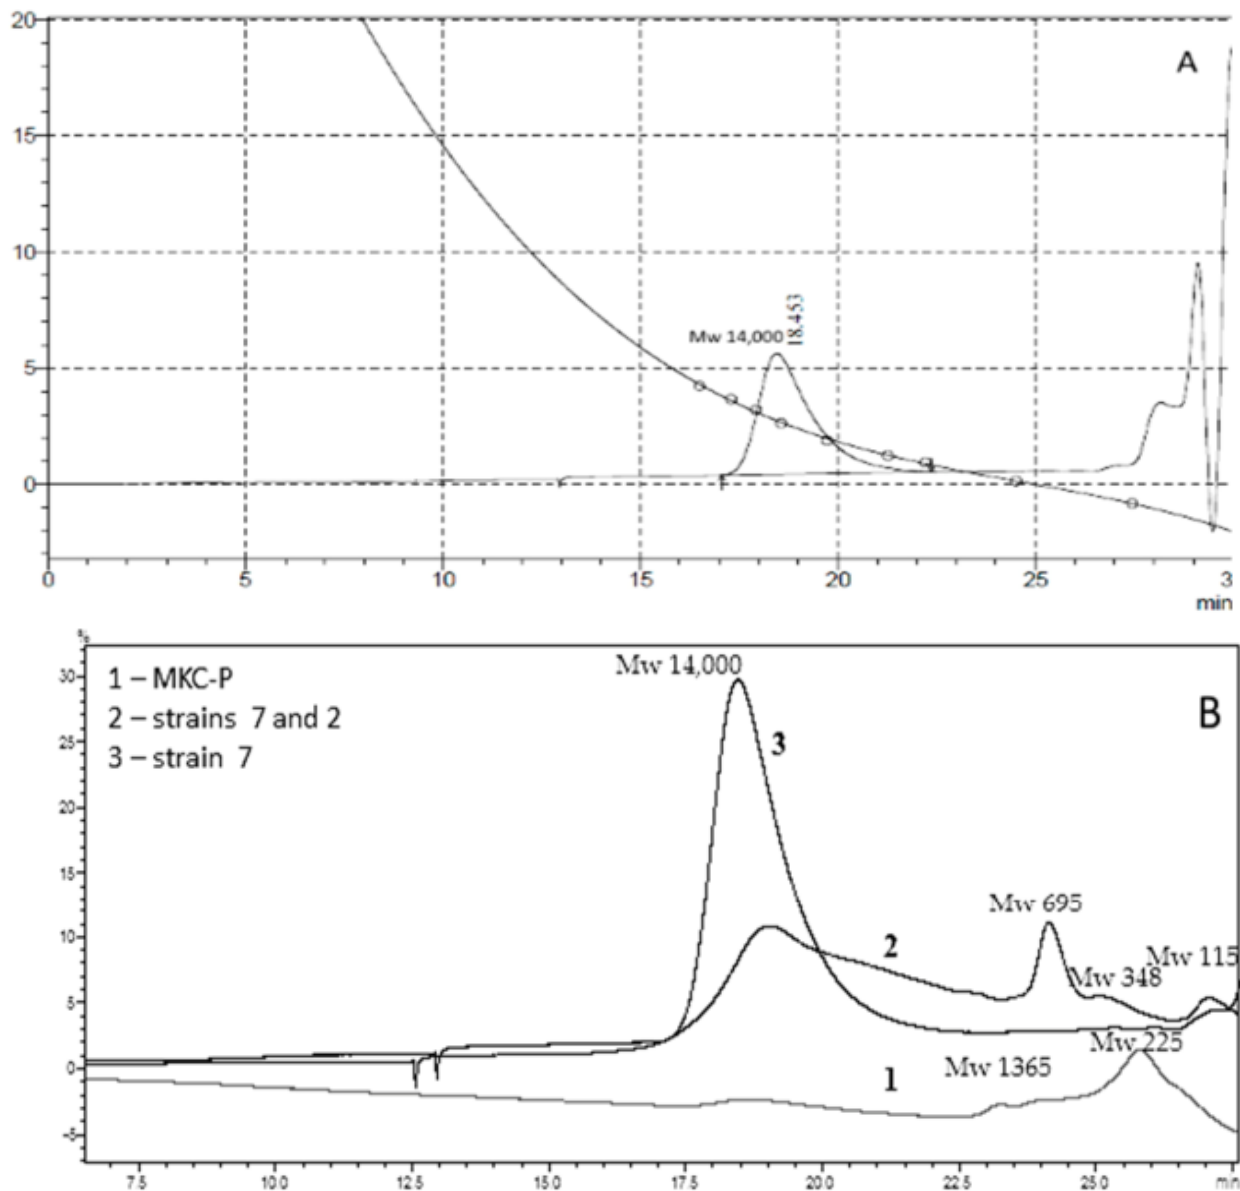 20
A
15
10
Mw 14,000
18.453
5
0
0 5 10 15 20 25 3
min
%
1 – MKC-P
2 – strains 7 and 2
3 – strain 7
Mw 14,000
B
30
25
3
20
15
Mw 695
10
2
Mw 115
Mw 348
5
Mw 225
0
Mw 1365
1
-5
7.5 10.0 12.5 15.0 17.5 20.0 22.5 25.0 min